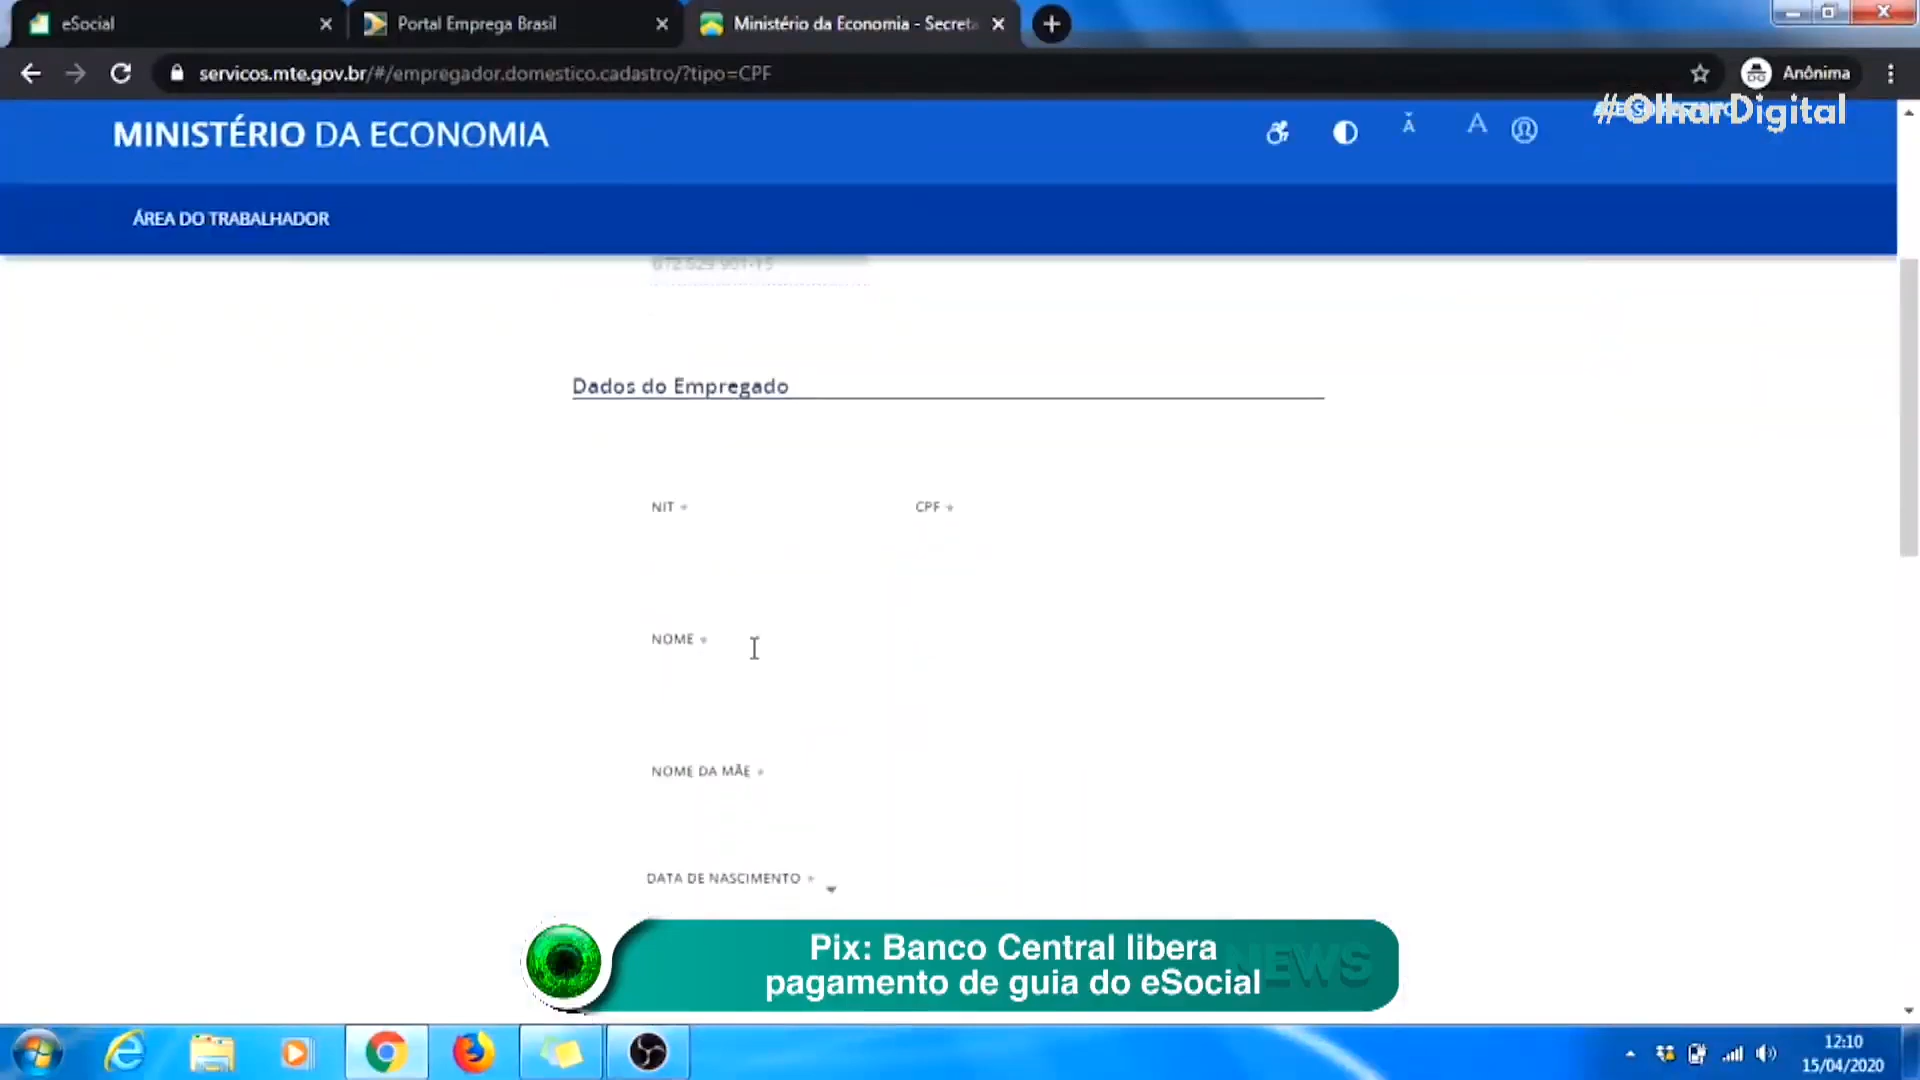 eSocial
Portal Emprega Brasil
Ministério da Economia - Secret
servicos.mte.gov.br/#/empregador.domestico.cadastro/?tipo=CPF
Anônima
MINISTÉRIO DA ECONOMIA
A
A
#OlharDigital
ÁREA DO TRABALHADOR
Dados do Empregado
NIT *
CPF *
NOME *
NOME DA MÃE *
DATA DE NASCIMENTO *
Pix: Banco Central libera
pagamento de guia do eSocial
NEWS
12:10
15/04/2020